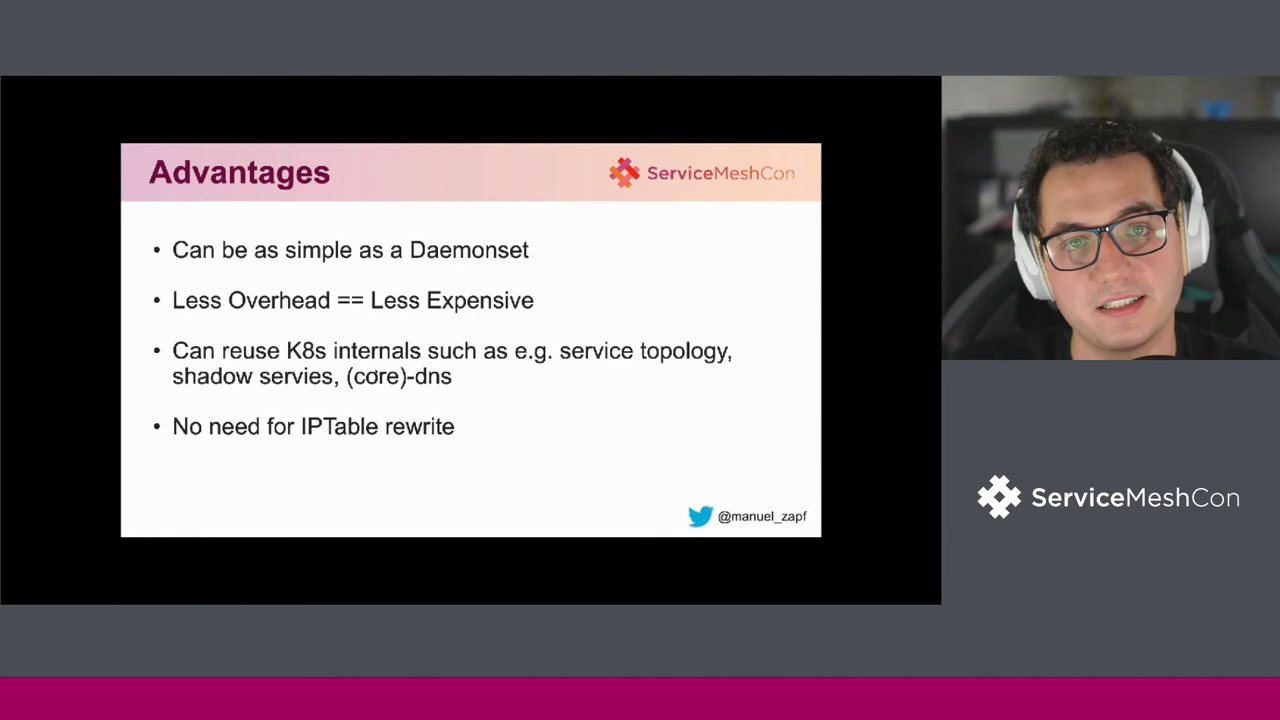 Advantages
ServiceMeshCon
• Can be as simple as a Daemonset
• Less Overhead == Less Expensive
• Can reuse K8s internals such as e.g. service topology,
shadow servies, (core)-dns
• No need for IPTable rewrite
@manuel_zapf
ServiceMeshCon